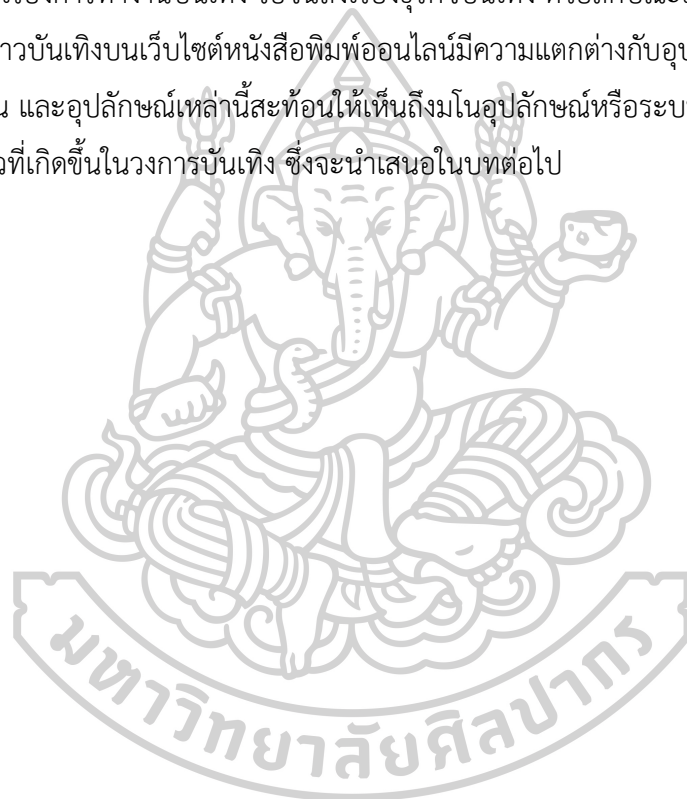 าวบันเทิงบนเว็บไซต์หนังสือพิมพ์ออนไลน์มีความแตกต่างกับอุป
น และอุปลักษณ์เหล่านี้สะท้อนให้เห็นถึงมโนอุปลักษณ์หรือระบ
วที่เกิดขึ้นในวงการบันเทิง ซึ่งจะนำเสนอในบทต่อไป
มหาวิทยาลัยศิลปากร